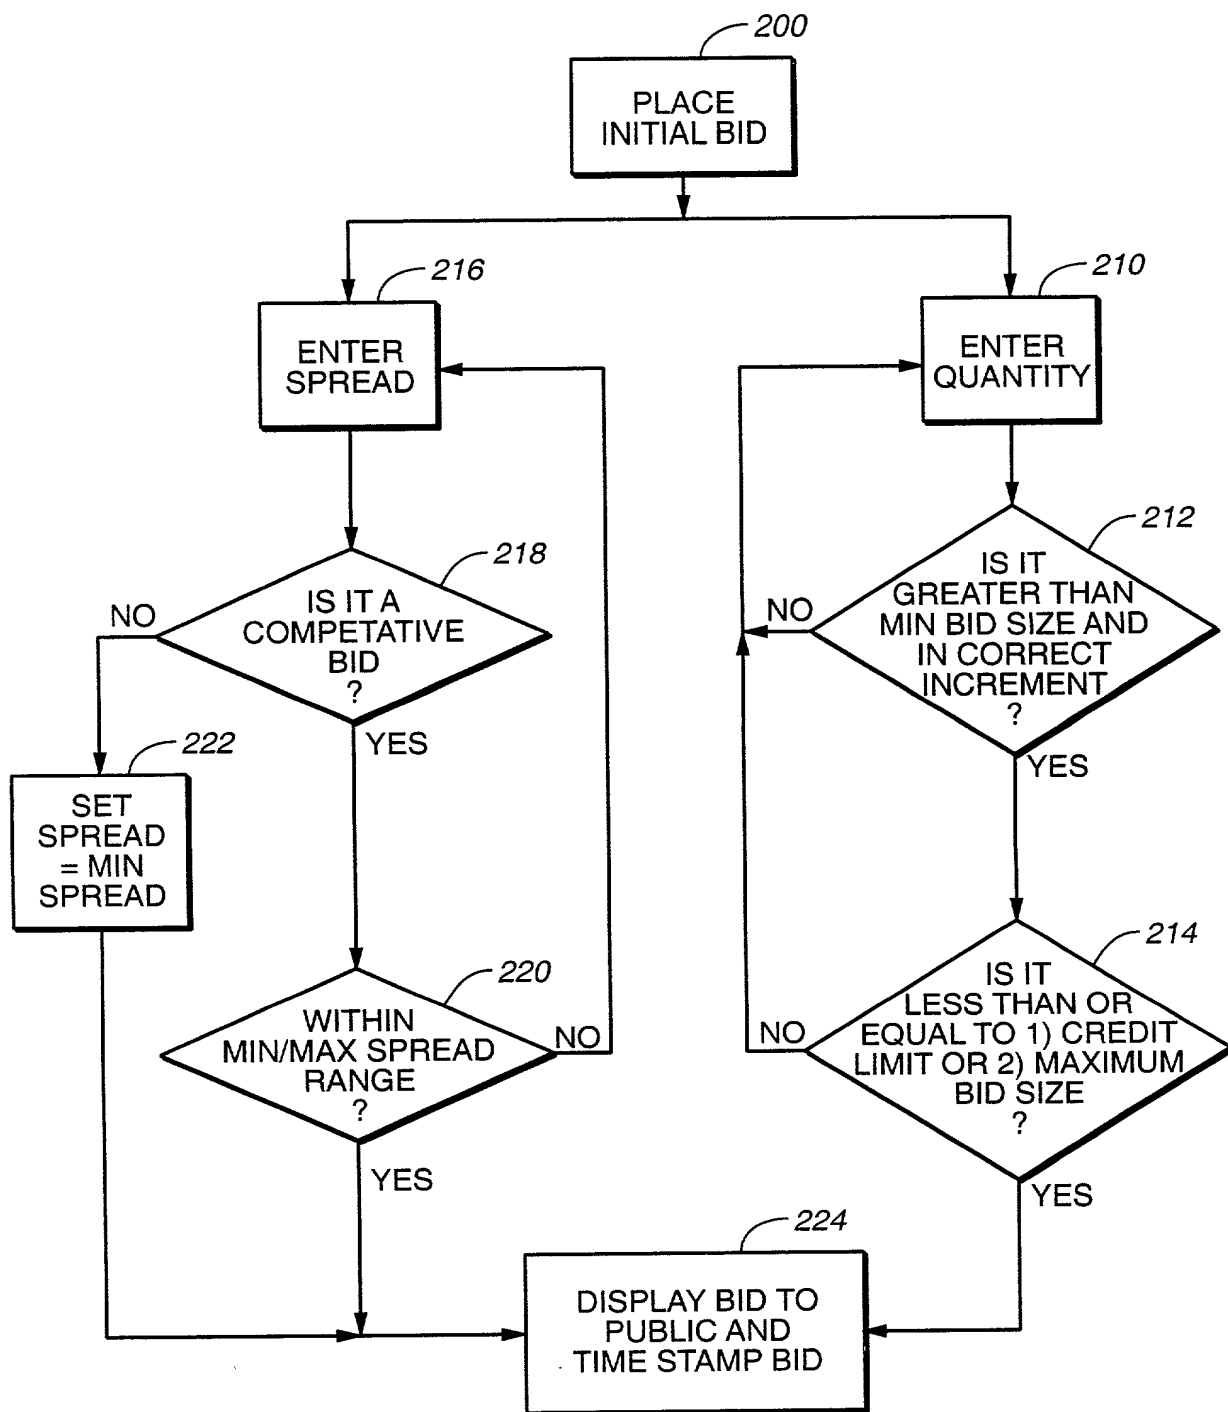 200
PLACE
INITIAL BID
216
ENTER
SPREAD
210
ENTER
QUANTITY
218
IS IT A
COMPETATIVE
BID
?
NO
YES
212
IS IT
GREATER THAN
MIN BID SIZE AND
IN CORRECT
INCREMENT
?
NO
YES
222
SET
SPREAD
= MIN
SPREAD
220
WITHIN
MIN/MAX SPREAD
RANGE
?
NO
YES
214
IS IT
LESS THAN OR
EQUAL TO 1) CREDIT
LIMIT OR 2) MAXIMUM
BID SIZE
?
NO
YES
224
DISPLAY BID TO
PUBLIC AND
TIME STAMP BID